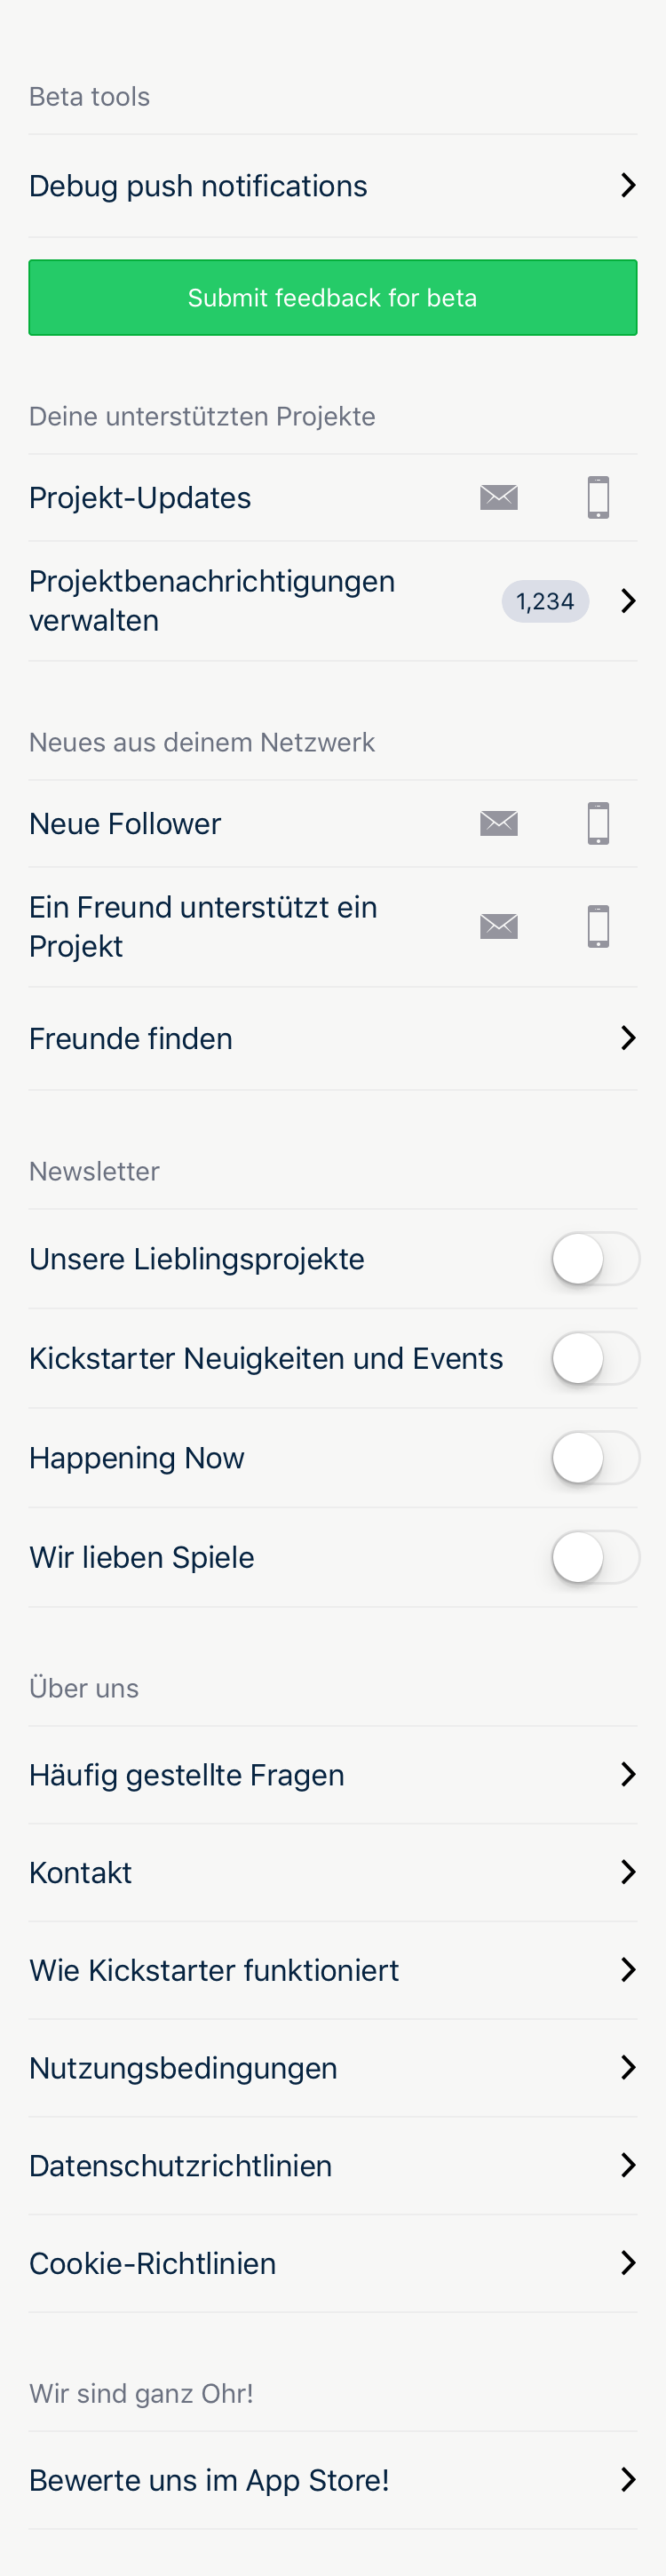 Beta tools
Debug push notifications
Submit feedback for beta
Deine unterstützten Projekte
Projekt-Updates
Projektbenachrichtigungen
verwalten
1,234
Neues aus deinem Netzwerk
Neue Follower
Ein Freund unterstützt ein
Projekt
Freunde finden
Newsletter
Unsere Lieblingsprojekte
Kickstarter Neuigkeiten und Events
Happening Now
Wir lieben Spiele
Über uns
Häufig gestellte Fragen
Kontakt
Wie Kickstarter funktioniert
Nutzungsbedingungen
Datenschutzrichtlinien
Cookie-Richtlinien
Wir sind ganz Ohr!
Bewerte uns im App Store!